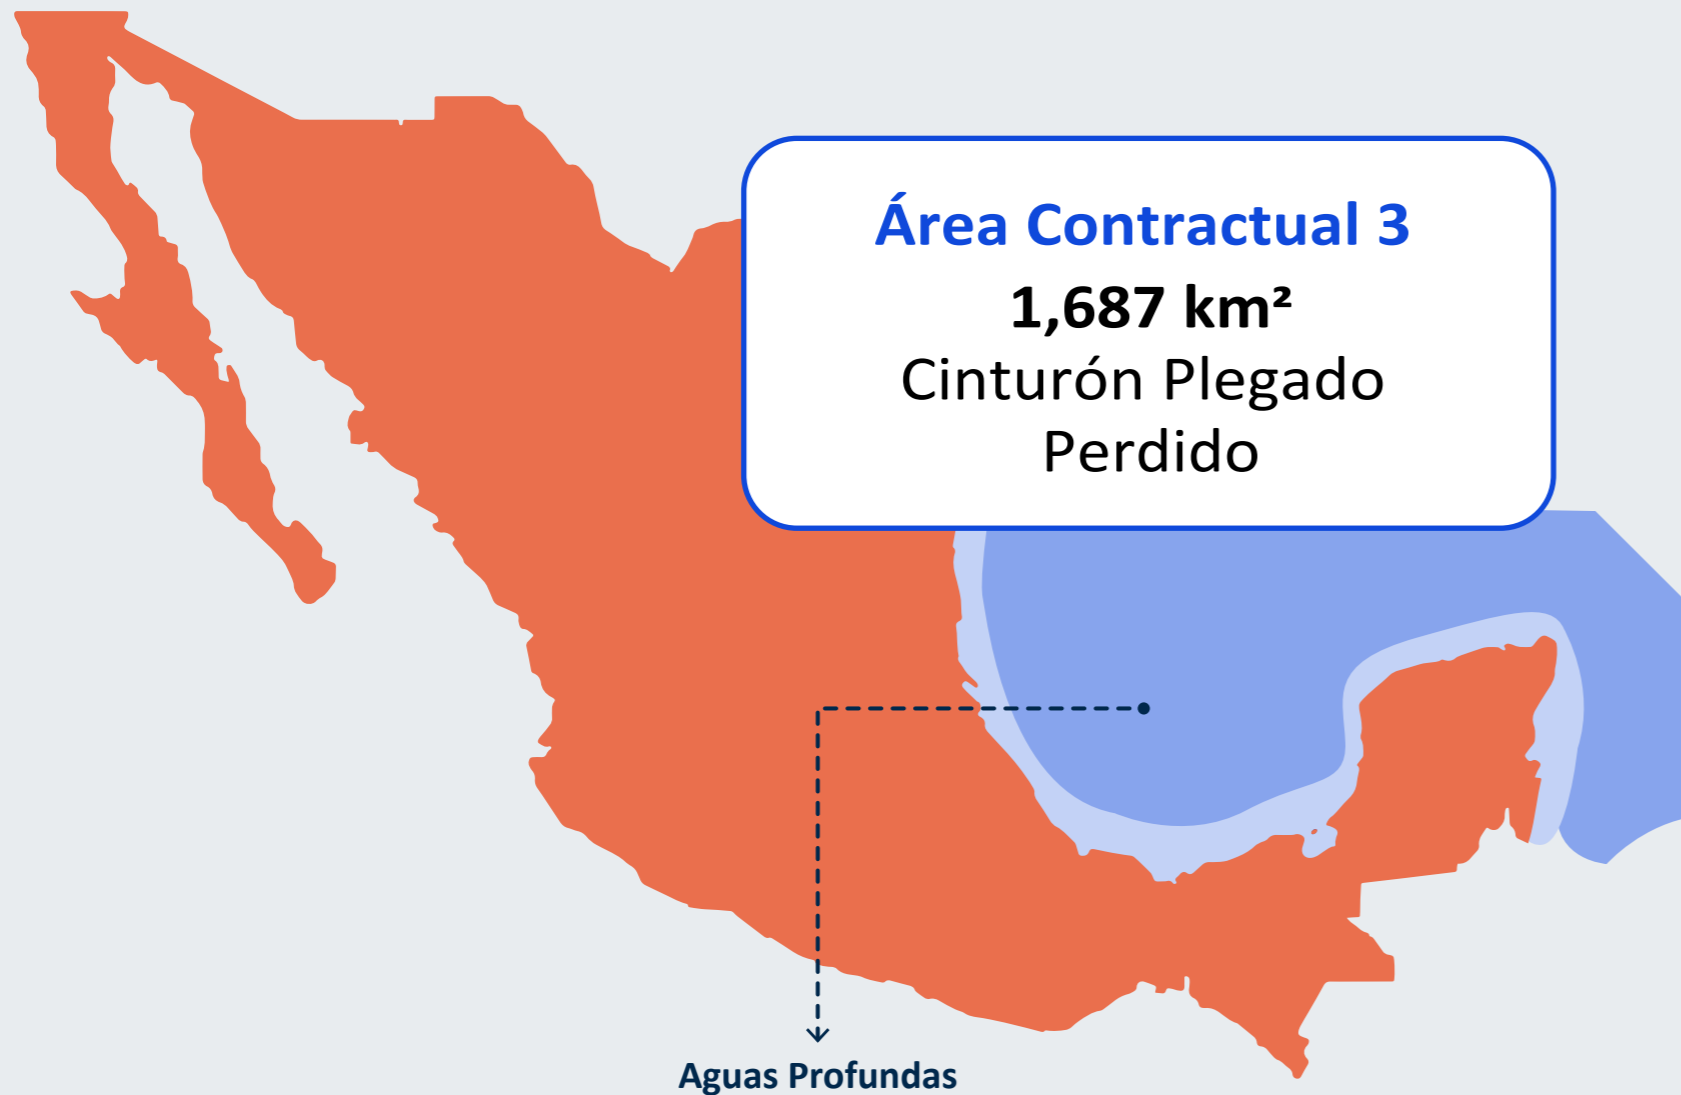 Área Contractual 3
1,687 km²
Cinturón Plegado
Perdido
Aguas Profundas